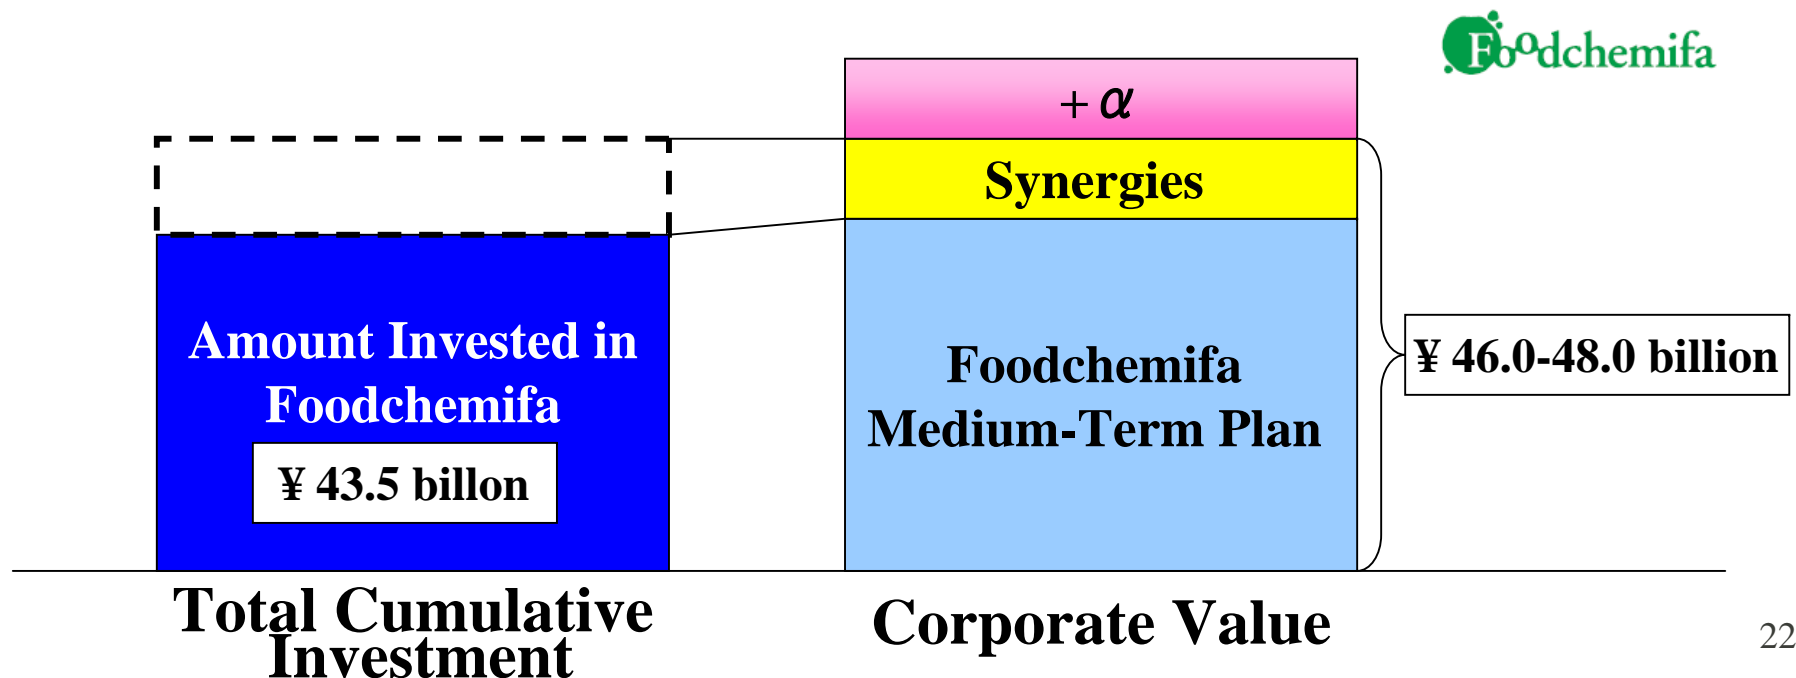 Foodchemifa
+ α
Synergies
Amount Invested in
Foodchemifa
¥ 43.5 billon
Foodchemifa
Medium-Term Plan
¥ 46.0-48.0 billion
Total Cumulative
Investment
Corporate Value
22